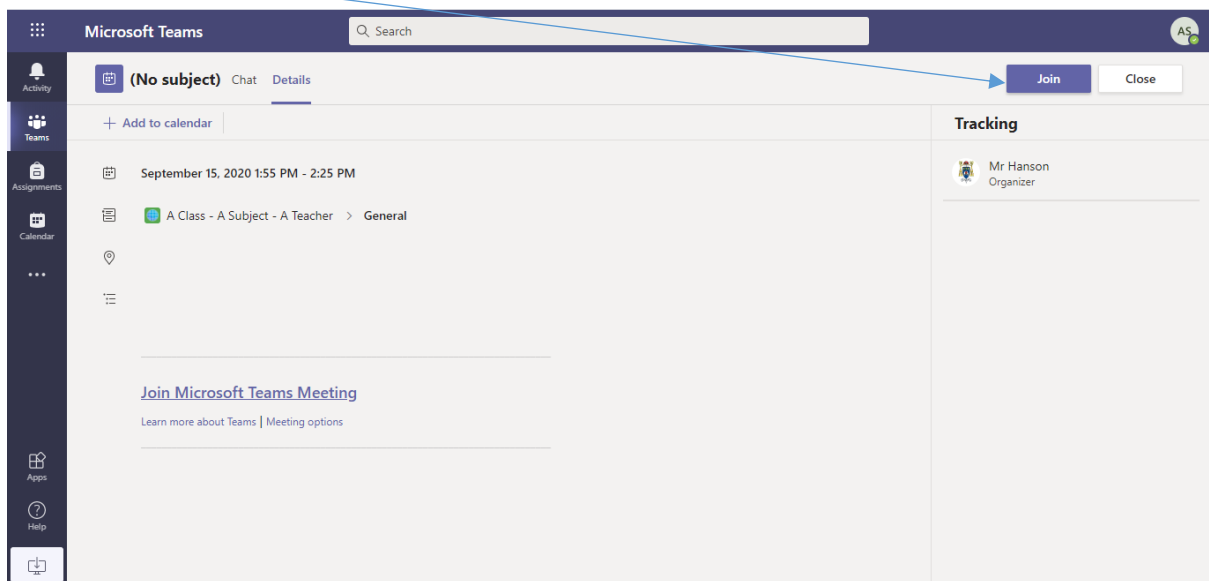 Microsoft Teams
Search
AS
Activity
Teams
Assignments
Calendar
Apps
Help
(No subject) Chat Details
Join Close
+ Add to calendar
September 15, 2020 1:55 PM - 2:25 PM
A Class - A Subject - A Teacher > General
Join Microsoft Teams Meeting
Learn more about Teams | Meeting options
Tracking
Mr Hanson
Organizer